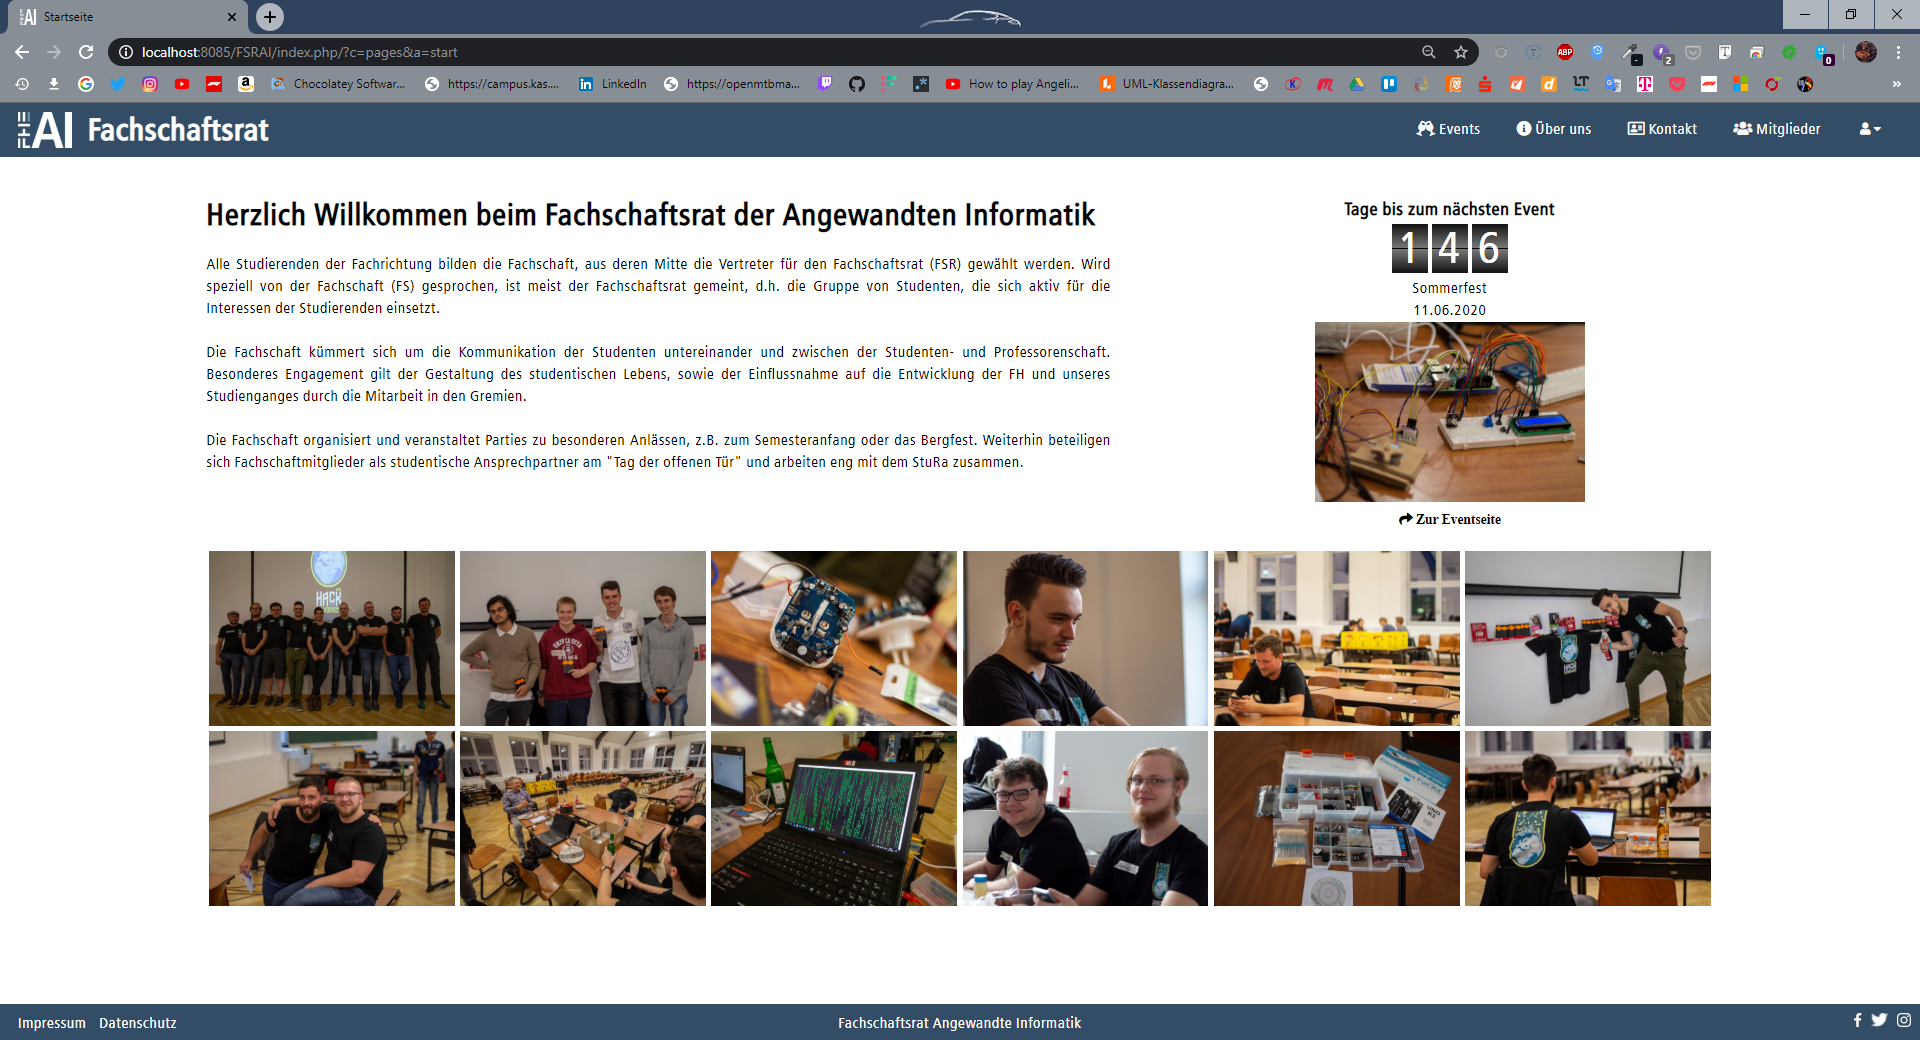 Startseite
localhost:8085/FSRAI/index.php/?c=pages&a=start
ABP
2
0
Chocolatey Softwar...
https://campus.kas....
LinkedIn
https://openmtbma...
How to play Angeli...
UML-Klassendiagra...
AI Fachschaftsrat
Events
Über uns
Kontakt
Mitglieder
Herzlich Willkommen beim Fachschaftsrat der Angewandten Informatik
Alle Studierenden der Fachrichtung bilden die Fachschaft, aus deren Mitte die Vertreter für den Fachschaftsrat (FSR) gewählt werden. Wird
speziell von der Fachschaft (FS) gesprochen, ist meist der Fachschaftsrat gemeint, d.h. die Gruppe von Studenten, die sich aktiv für die
Interessen der Studierenden einsetzt.
Die Fachschaft kümmert sich um die Kommunikation der Studenten untereinander und zwischen der Studenten- und Professorenschaft.
Besonderes Engagement gilt der Gestaltung des studentischen Lebens, sowie der Einflussnahme auf die Entwicklung der FH und unseres
Studienganges durch die Mitarbeit in den Gremien.
Die Fachschaft organisiert und veranstaltet Parties zu besonderen Anlässen, z.B. zum Semesteranfang oder das Bergfest. Weiterhin beteiligen
sich Fachschaftmitglieder als studentische Ansprechpartner am "Tag der offenen Tür" und arbeiten eng mit dem StuRa zusammen.
Tage bis zum nächsten Event
146
Sommerfest
11.06.2020
Zur Eventseite
HACK
Electronics Fun Kit
Impressum
Datenschutz
Fachschaftsrat Angewandte Informatik